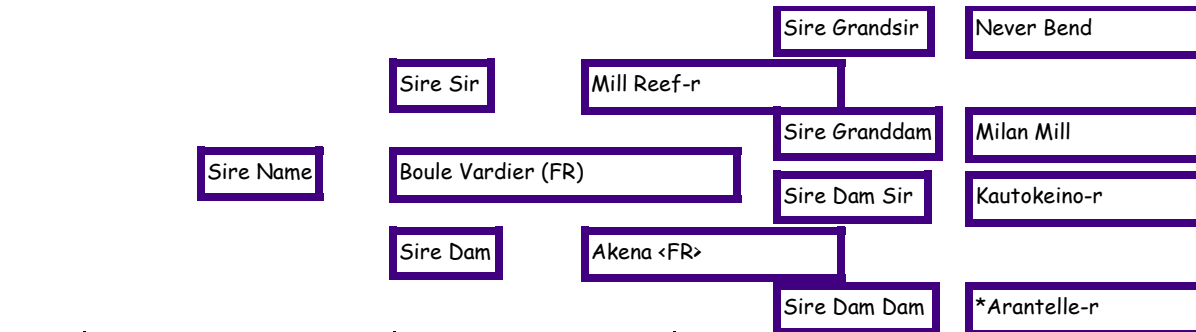 Sire Grandsir Never Bend
Sire Sir Mill Reef-r
Sire Granddam Milan Mill
Sire Name Boule Vardier (FR)
Sire Dam Sir Kautokeino-r
Sire Dam Akena <FR>
Sire Dam Dam *Arantelle-r